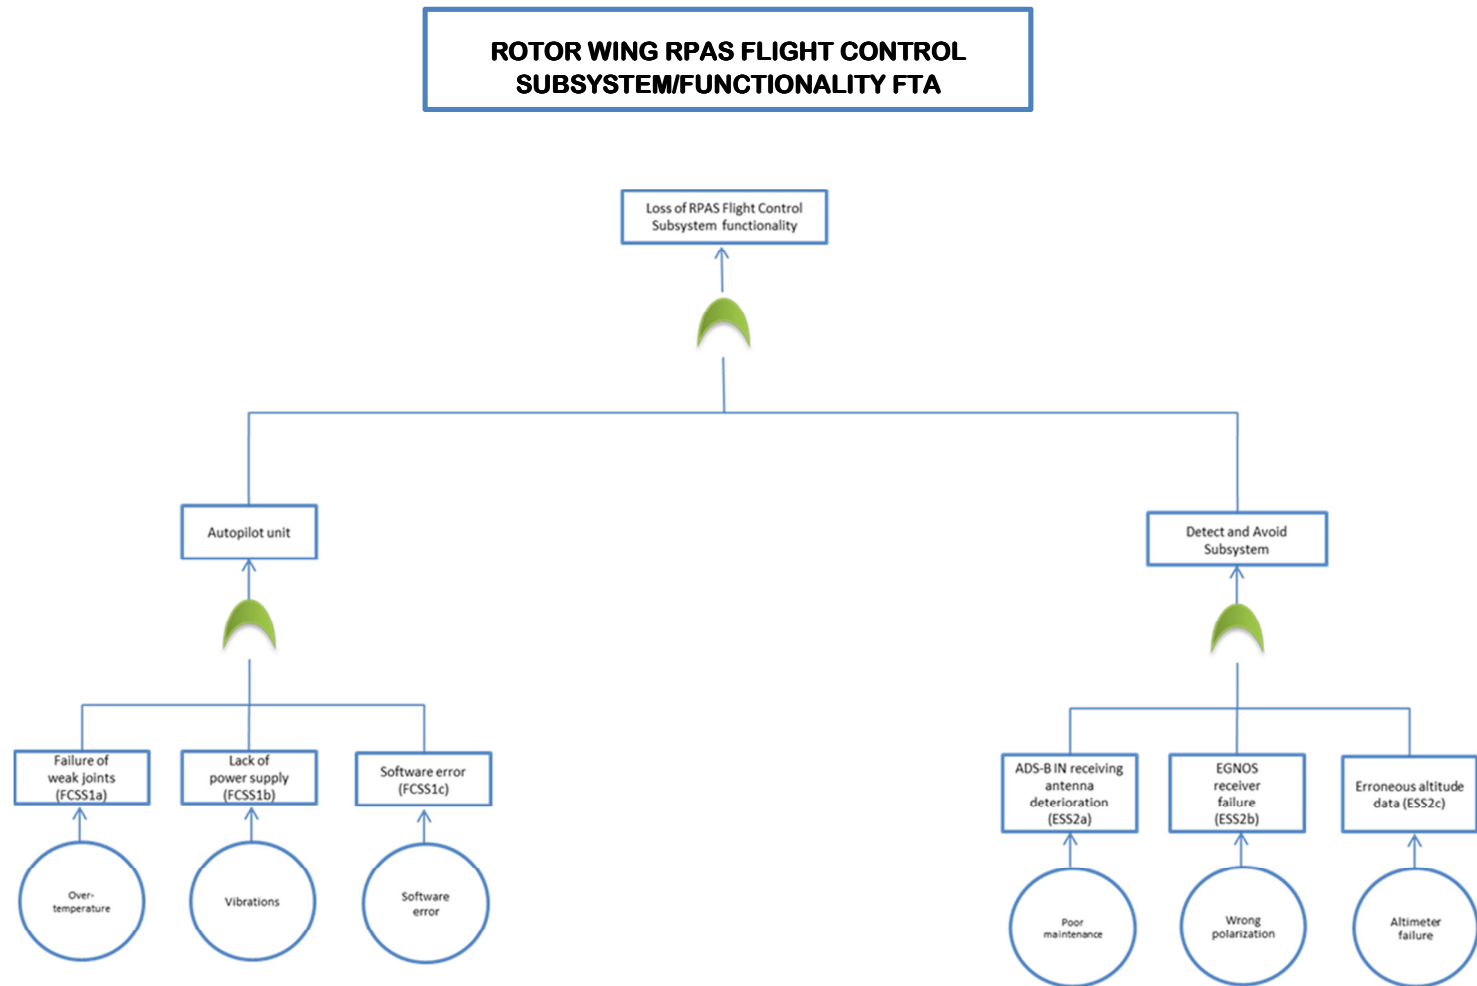 ROTOR WING RPAS FLIGHT CONTROL
SUBSYSTEM/FUNCTIONALITY FTA
Loss of RPAS Flight Control
Subsystem functionality
Autopilot unit
Detect and Avoid
Subsystem
Failure of
weak joints
(FCSS1a)
Lack of
power supply
(FCSS1b)
Software error
(FCSS1c)
ADS-B IN receiving
antenna
deterioration
(ESS2a)
EGNOS
receiver
failure
(ESS2b)
Erroneous altitude
data (ESS2c)
Over-
temperature
Vibrations
Software
error
Poor
maintenance
Wrong
polarization
Altimeter
failure